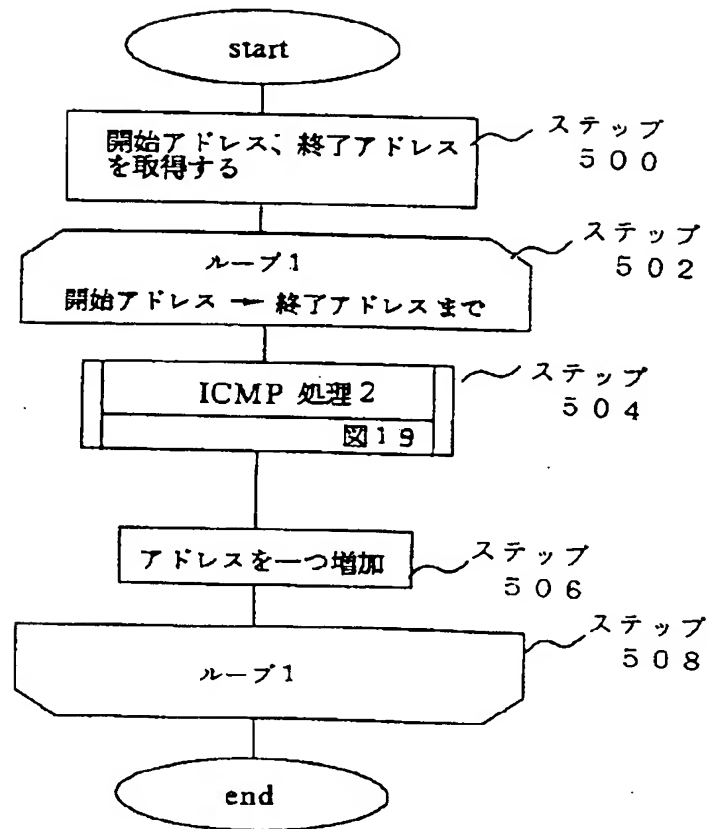 start
開始アドレス、終了アドレス
を取得する
ステップ
500
ループ1
開始アドレス → 終了アドレスまで
ステップ
502
ICMP 処理2
図19
ステップ
504
アドレスを一つ増加
ステップ
506
ループ1
ステップ
508
end